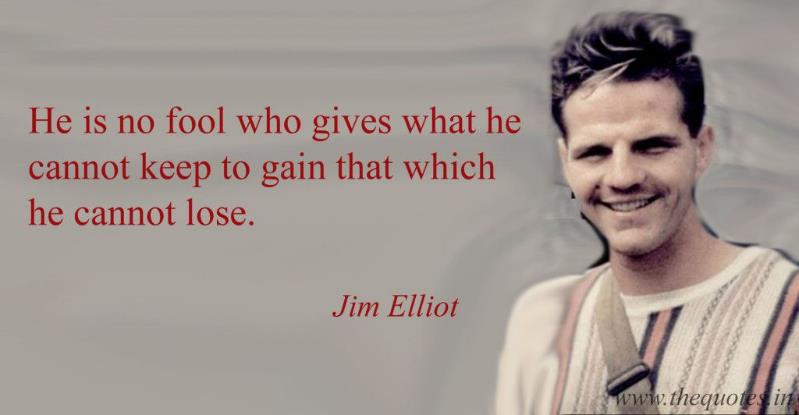 He is no fool who gives what he
cannot keep to gain that which
he cannot lose.
Jim Elliot
www.thequotes.in